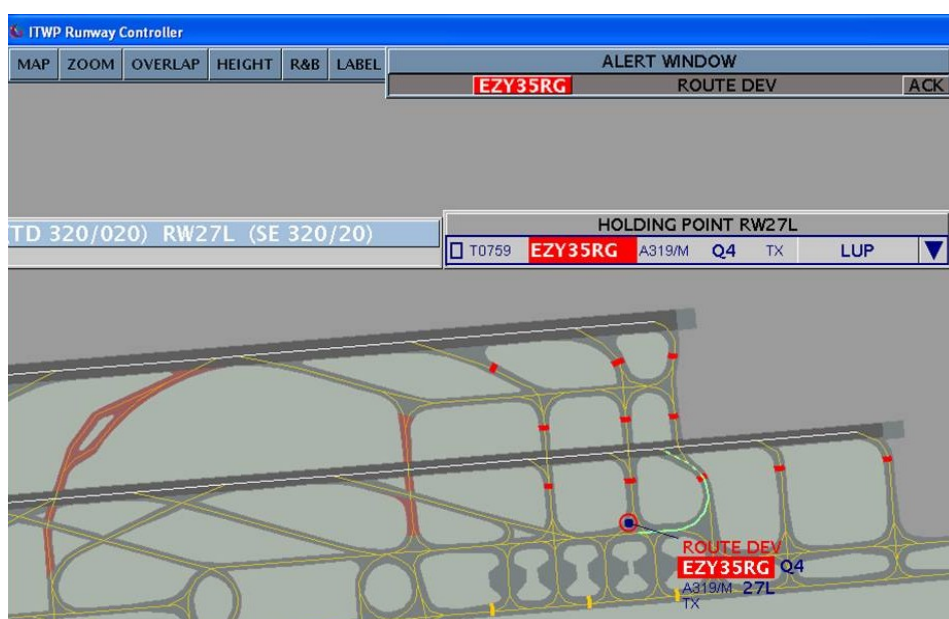 ITWP Runway Controller
MAP ZOOM OVERLAP HEIGHT R&B LABEL
ALERT WINDOW
EZY35RG ROUTE DEV ACK
TD 320/020) RW27L (SE 320/20)
HOLDING POINT RW27L
T0759 EZY35RG A319/M Q4 TX LUP
ROUTE DEV
EZY35RG Q4
A319/M 27L
TX